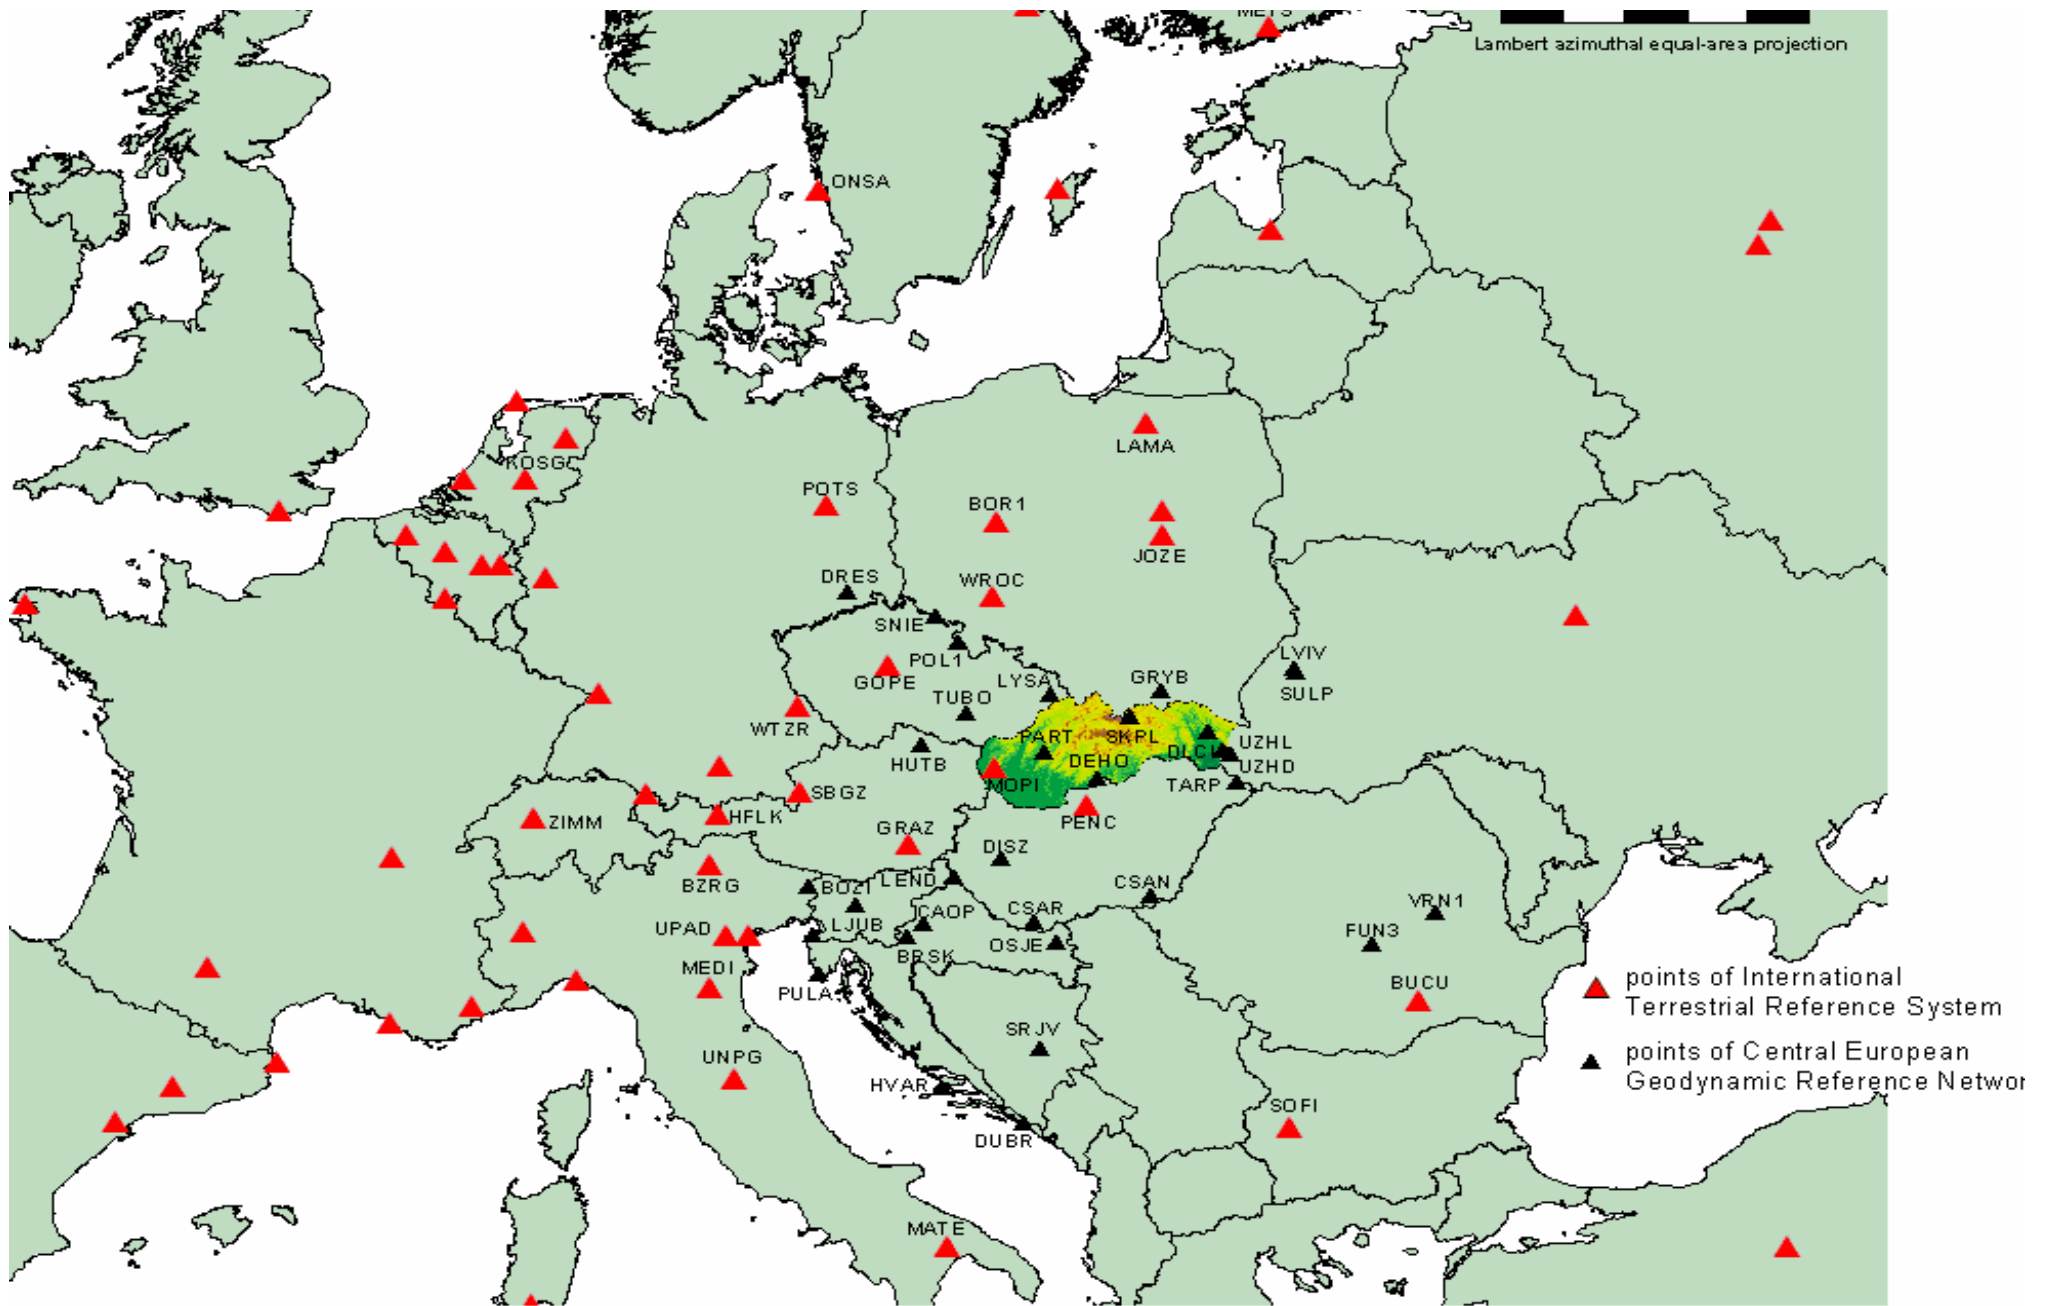 METS
Lambert azimuthal equal-area projection
ONSA
LAMA
KOSG
POTS
BOR1
JOZE
DRES
WROC
SNIE
POL1
LVIV
GOPE
LYSA
GRYB
TUBO
SULP
WTZR
PART
SKPL
DLCL
UZHL
HUTB
DEHO
UZHD
MOPI
TARP
SBGZ
ZIMM
HFLK
PENC
GRAZ
DISZ
BZRG
BOZI
LEND
CSAN
VRN1
CAOP
CSAR
UPAD
LJUB
FUN3
OSJE
BRSK
MEDI
PULA
BUCU
points of International
Terrestrial Reference System
SRJV
UNPG
points of Central European
Geodynamic Reference Networ
HVAR
SOFI
DUBR
MATE